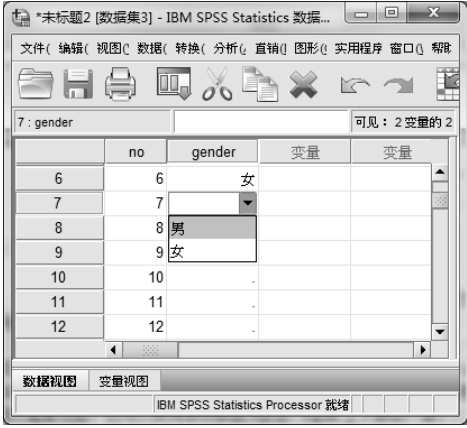 *未标题2 [数据集3] - IBM SPSS Statistics 数据...
文件( 编辑( 视图( 数据( 转换( 分析( 直销( 图形( 实用程序 窗口( 帮助
7 : gender 可见： 2 变量的 2
no gender 变量 变量
6 6 女
7 7
8 8 男
9 9 女
10 10 .
11 11 .
12 12 .
数据视图 变量视图
IBM SPSS Statistics Processor 就绪